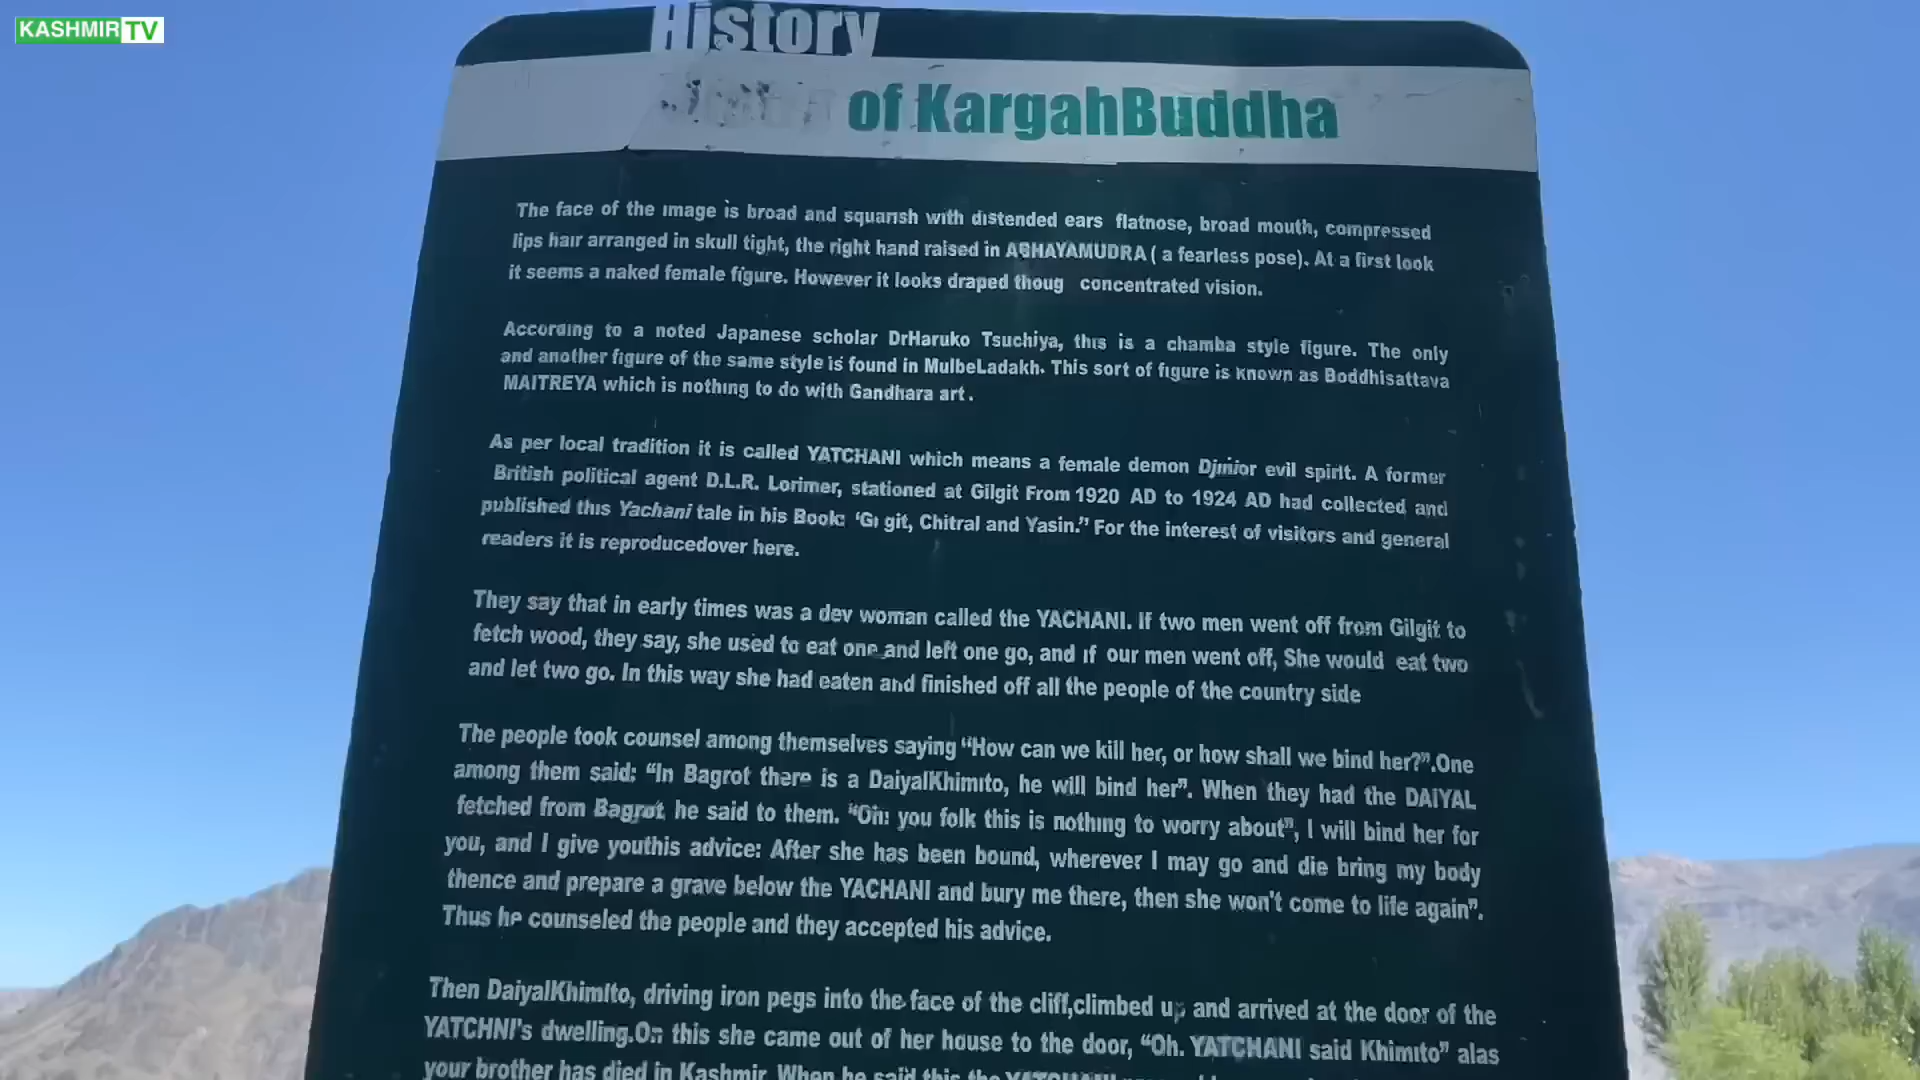 KASHMIR TV
History
of KargahBuddha
The face of the image is broad and squarish with distended ears flatnose, broad mouth, compressed
lips hair arranged in skull tight, the right hand raised in ABHAYAMUDRA ( a fearless pose). At a first look
it seems a naked female figure. However it looks draped thoug concentrated vision.
According to a noted Japanese scholar DrHaruko Tsuchiya, this is a chamba style figure. The only
and another figure of the same style is found in MulbeLadakh. This sort of figure is known as Boddhisattava
MAITREYA which is nothing to do with Gandhara art.
As per local tradition it is called YATCHANI which means a female demon Djinior evil spirit. A former
British political agent D.L.R. Lorimer, stationed at Gilgit From 1920 AD to 1924 AD had collected and
published this Yachani tale in his Book: ‘Gi git, Chitral and Yasin.” For the interest of visitors and general
readers it is reproducedover here.
They say that in early times was a dev woman called the YACHANI. If two men went off from Gilgit to
fetch wood, they say, she used to eat one and left one go, and if our men went off, She would eat two
and let two go. In this way she had eaten and finished off all the people of the country side
The people took counsel among themselves saying “How can we kill her, or how shall we bind her?”.One
among them said: “In Bagrot there is a DaiyalKhimito, he will bind her”. When they had the DAIYAL
fetched from Bagrot, he said to them. “Oh: you folk this is nothing to worry about”, I will bind her for
you, and I give youthis advice: After she has been bound, wherever I may go and die bring my body
thence and prepare a grave below the YACHANI and bury me there, then she won't come to life again”.
Thus he counseled the people and they accepted his advice.
Then DaiyalKhimito, driving iron pegs into the face of the cliff,climbed up and arrived at the door of the
YATCHNI's dwelling.On this she came out of her house to the door, “Oh. YATCHANI said Khimito” alas
your brother has died in Kashmir. When he said this the YATCHANI